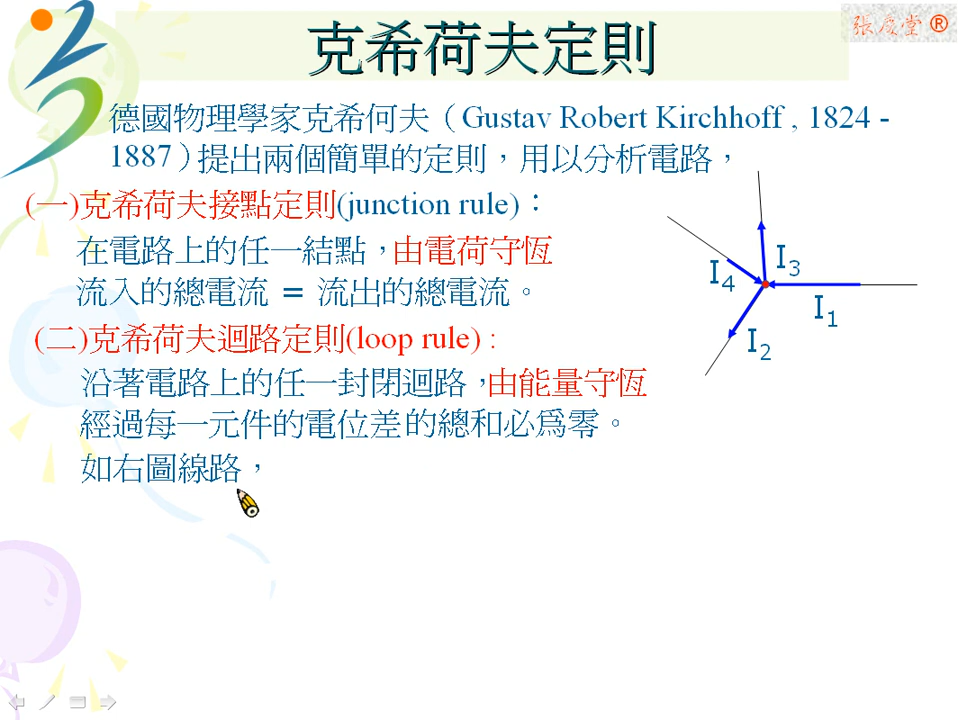 克希荷夫定則
張慶堂®
德國物理學家克希何夫（Gustav Robert Kirchhoff , 1824 -
1887）提出兩個簡單的定則，用以分析電路，
(一)克希荷夫接點定則(junction rule)：
在電路上的任一結點，由電荷守恆
流入的總電流 = 流出的總電流。
I4
I3
I1
I2
(二)克希荷夫迴路定則(loop rule) :
沿著電路上的任一封閉迴路，由能量守恆
經過每一元件的電位差的總和必為零。
如右圖線路，